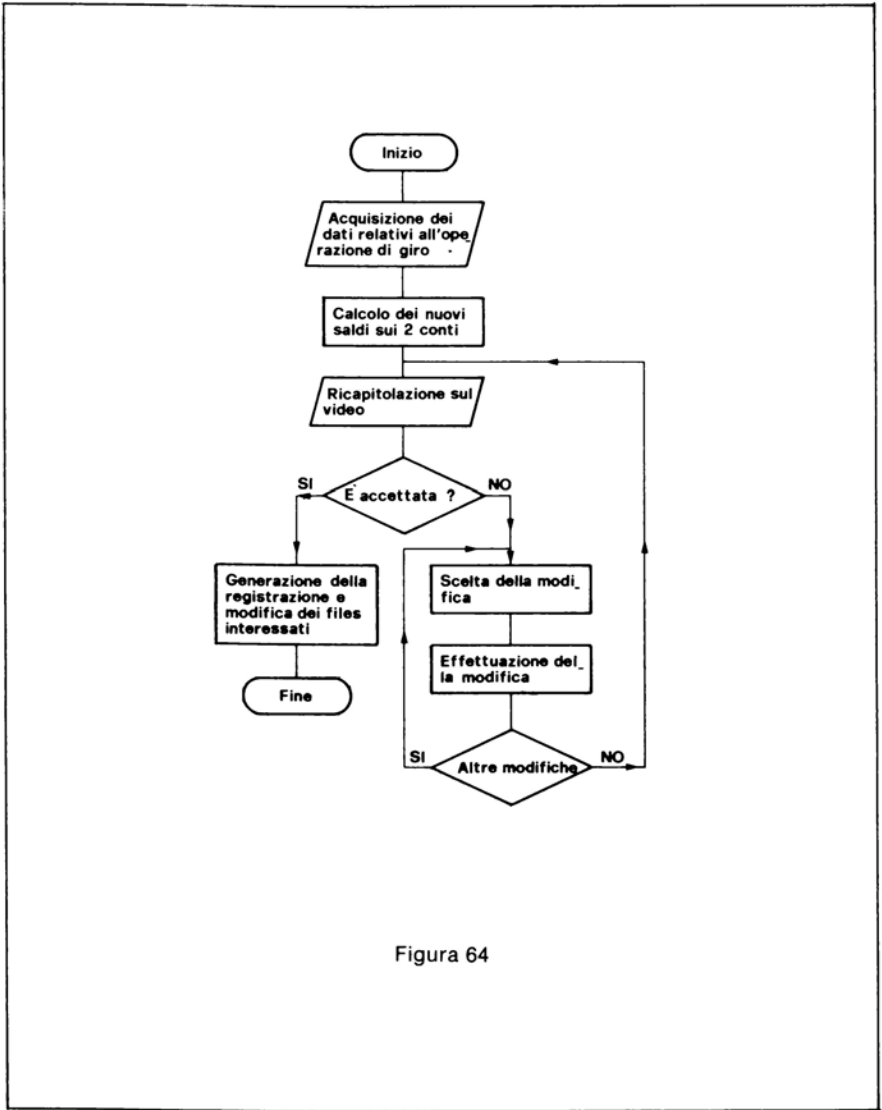 Inizio
Acquisizione dei
dati relativi all'ope_
razione di giro
Calcolo dei nuovi
saldi sui 2 conti
Ricapitolazione sul
video
SI
E' accettata ?
NO
Generazione della
registrazione e
modifica dei files
interessati
Fine
Scelta della modi_
fica
Effettuazione del_
la modifica
SI
Altre modifiche
NO
Figura 64